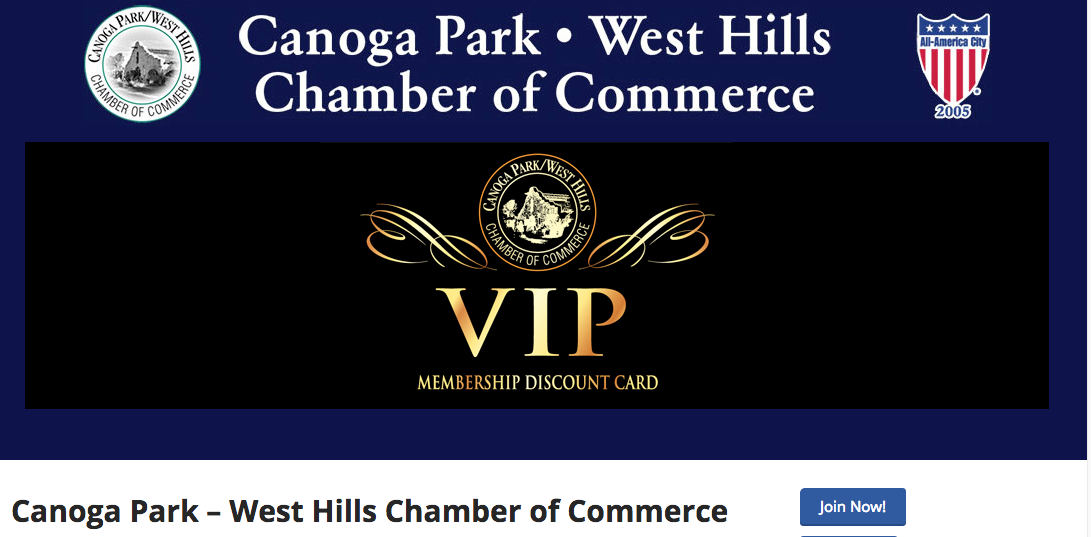 CANOGA PARK/WEST HILLS
CHAMBER OF COMMERCE
Canoga Park • West Hills
Chamber of Commerce
All-America City
2005
CANOGA PARK/WEST HILLS
CHAMBER OF COMMERCE
VIP
MEMBERSHIP DISCOUNT CARD
Canoga Park – West Hills Chamber of Commerce
Join Now!